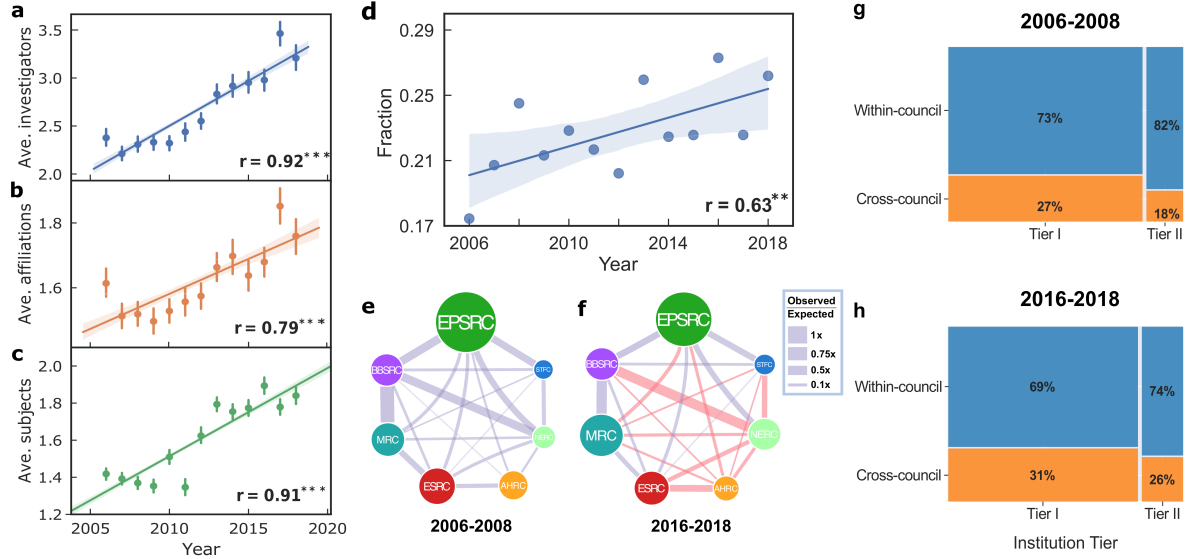 a
3.5
3.0
2.5
2.0
Ave. investigators
r = 0.92***
b
1.8
1.6
Ave. affiliations
r = 0.79***
c
2.0
1.8
1.6
1.4
1.2
Ave. subjects
r = 0.91***
2005 2010 2015 2020
Year
d
0.29
0.25
0.21
0.17
Fraction
r = 0.63**
2006 2010 2014 2018
Year
e
EPSRC
BBSRC
STFC
MRC
NERC
ESRC
AHRC
2006-2008
f
EPSRC
BBSRC
STFC
MRC
NERC
ESRC
AHRC
2016-2018
Observed
Expected
1x
0.75x
0.5x
0.1x
g
2006-2008
Within-council
73%
82%
Cross-council
27%
18%
Tier I Tier II
h
2016-2018
Within-council
69%
74%
Cross-council
31%
26%
Tier I Tier II
Institution Tier